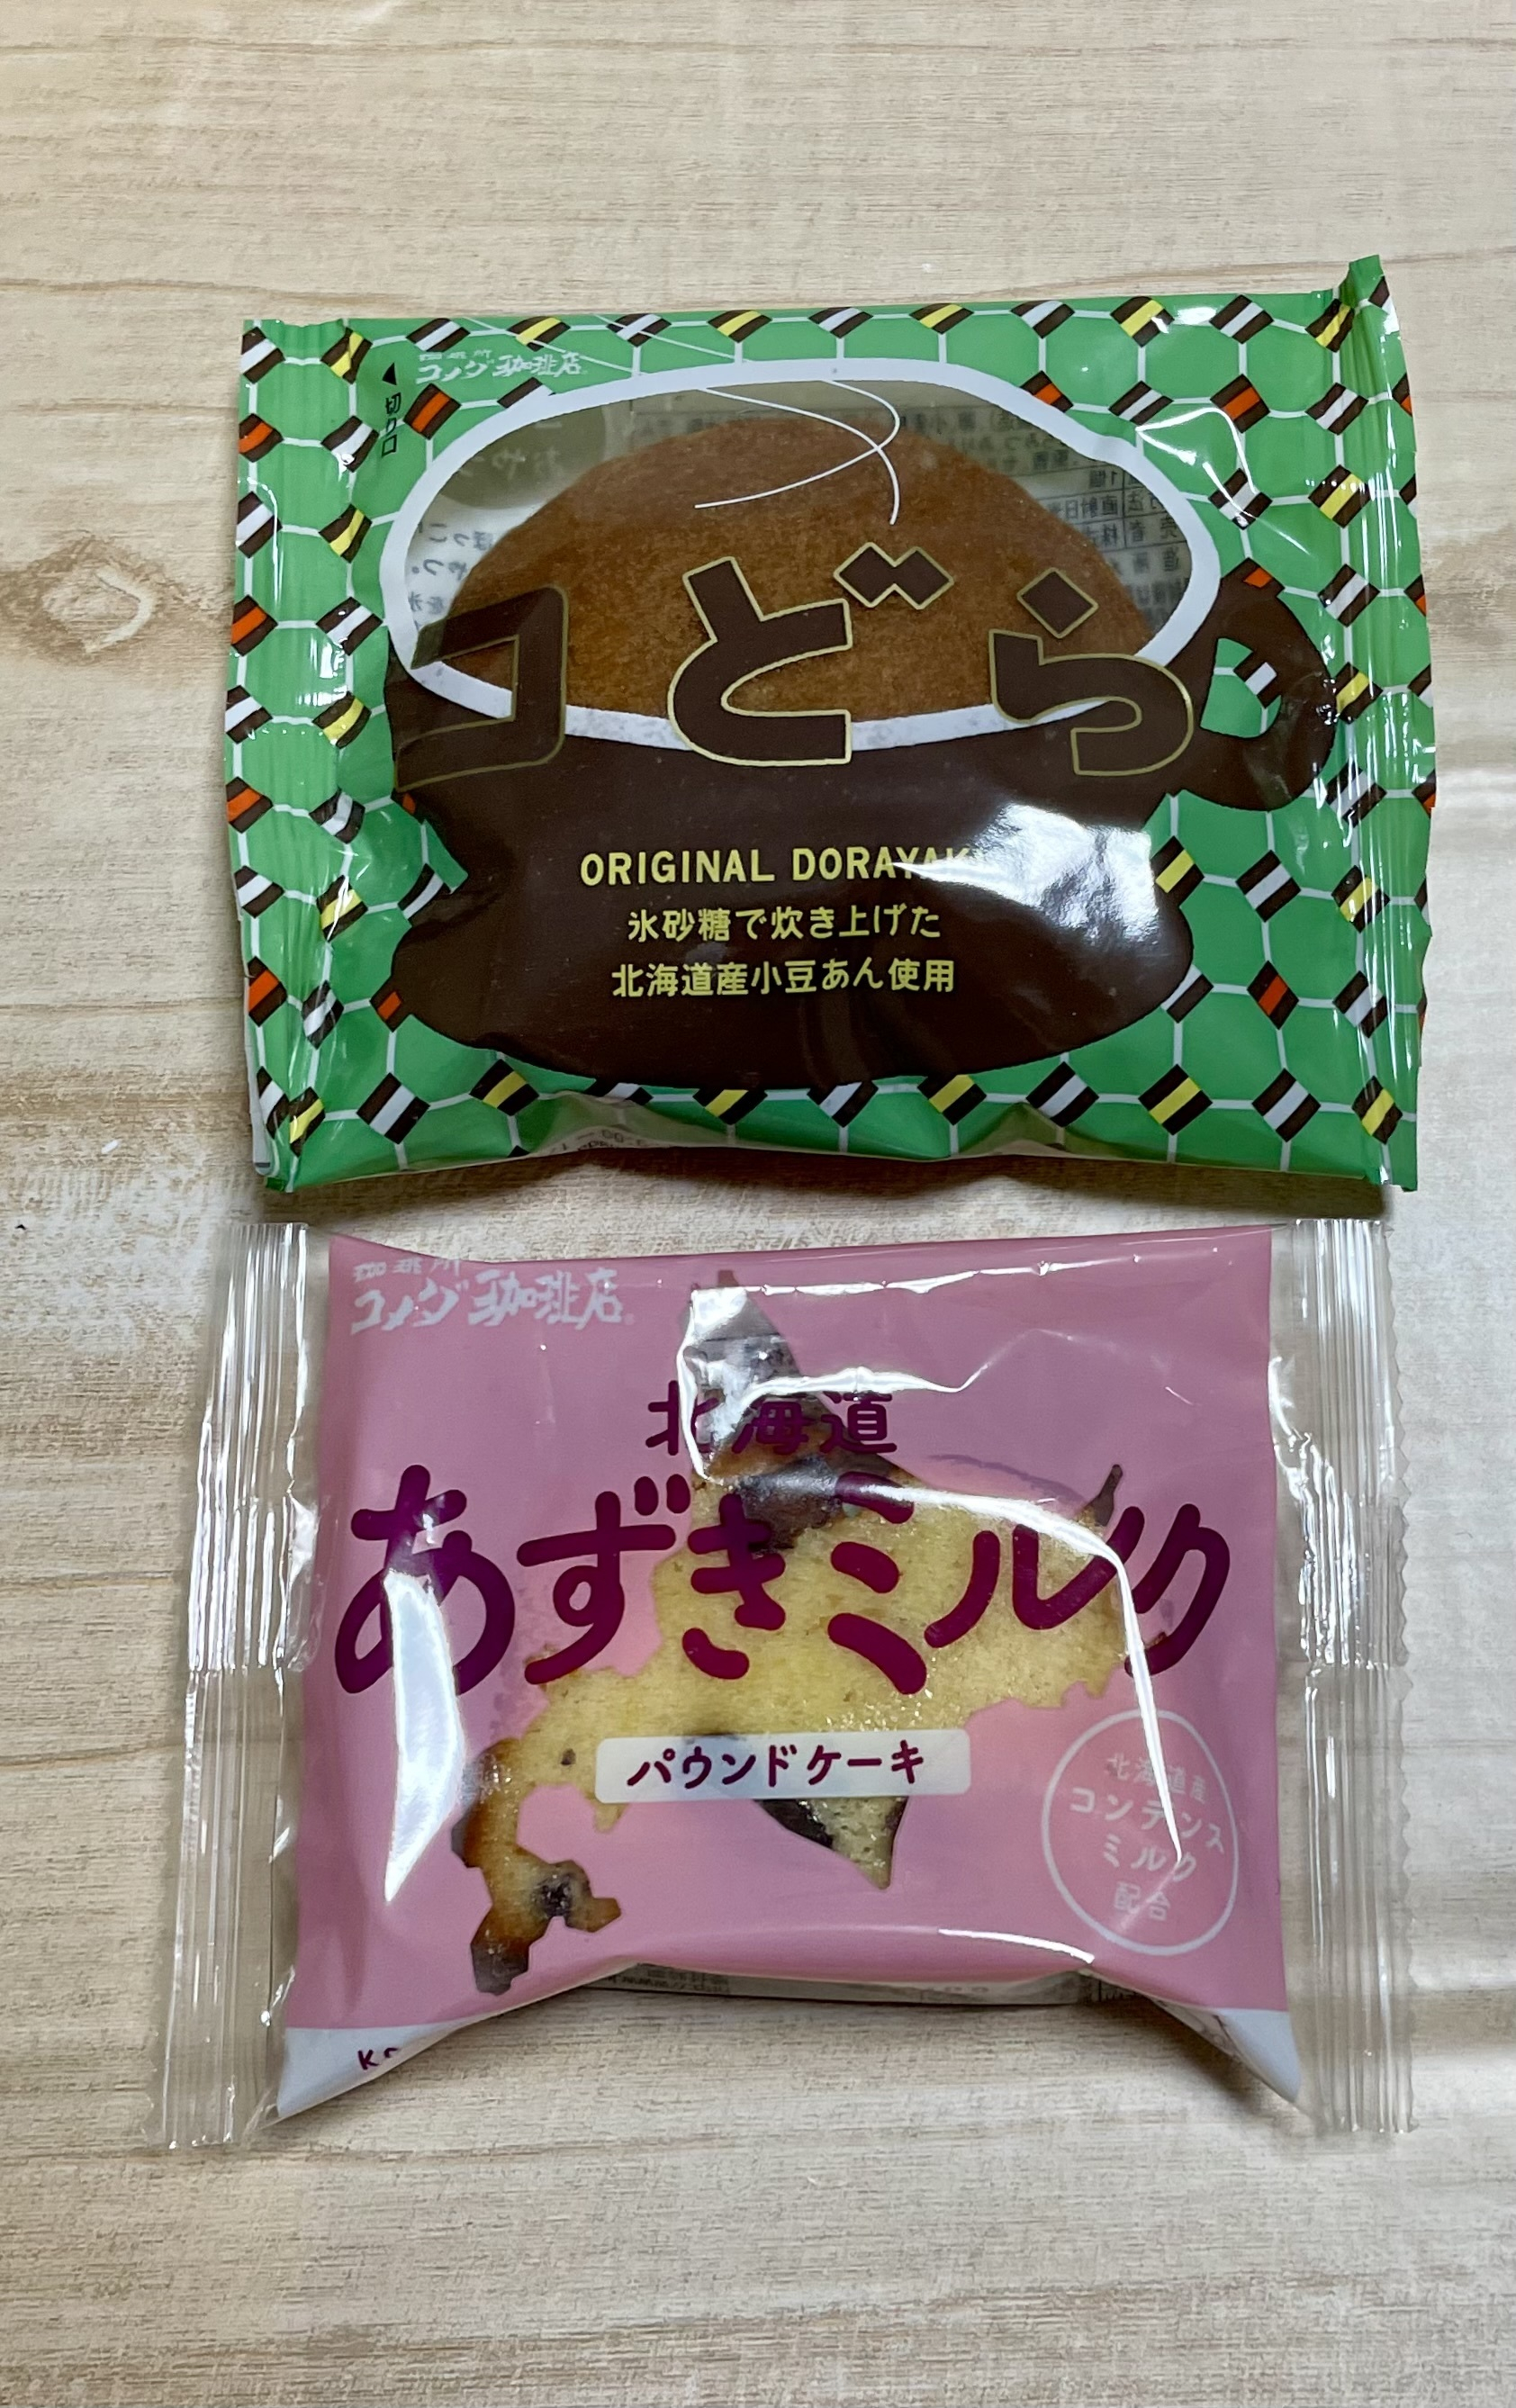 珈琲所
コメダ珈琲店
切り口
コどら
ORIGINAL DORAYAKI
氷砂糖で炊き上げた
北海道産小豆あん使用
珈琲所
コメダ珈琲店
北海道
あずきミルク
パウンドケーキ
北海道産
コンデンス
ミルク
配合